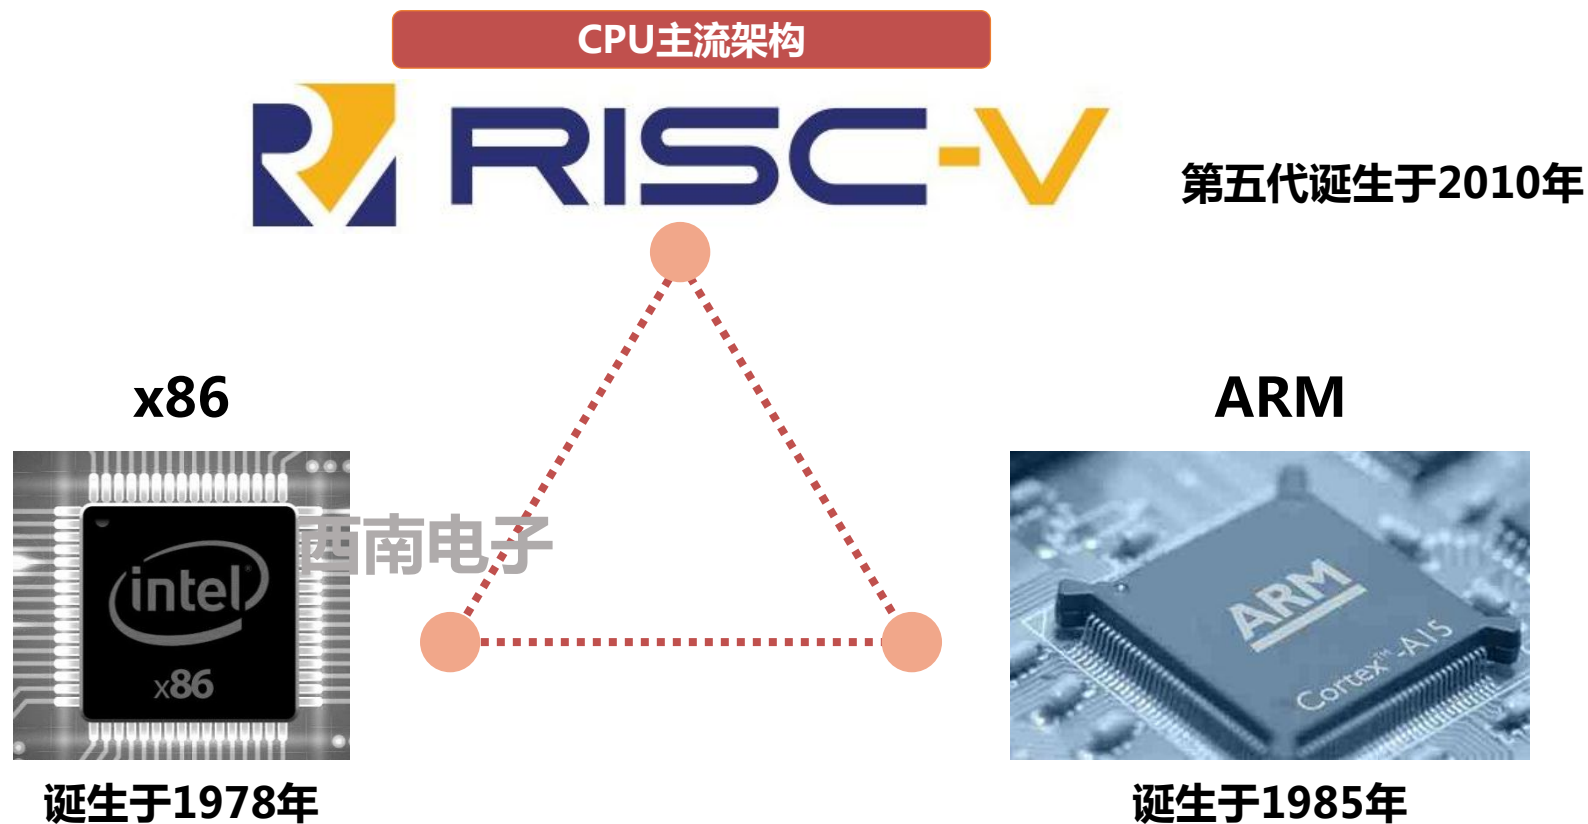 CPU主流架构
RISC-V
第五代诞生于2010年
x86
ARM
intel
x86
西南电子
ARM
Cortex™-A15
诞生于1978年
诞生于1985年